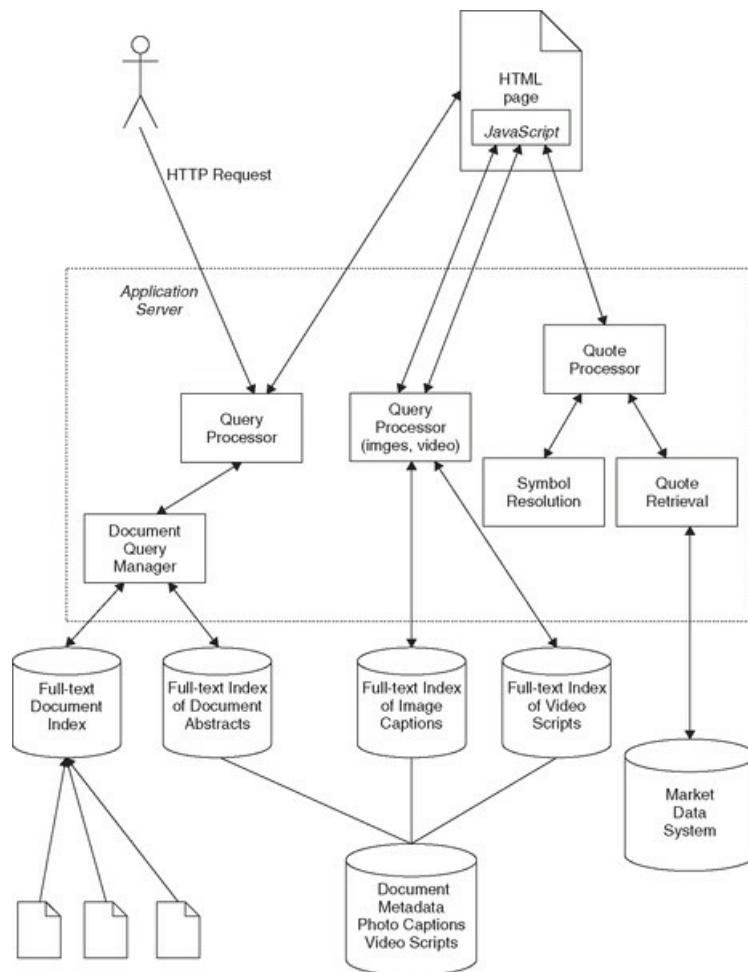 HTML
page
JavaScript
HTTP Request
Application
Server
Quote
Processor
Query
Processor
Query
Processor
(imges, video)
Symbol
Resolution
Quote
Retrieval
Document
Query
Manager
Full-text
Document
Index
Full-text Index
of Document
Abstracts
Full-text Index
of Image
Captions
Full-text Index
of Video
Scripts
Market
Data
System
Document
Metadata
Photo Captions
Video Scripts